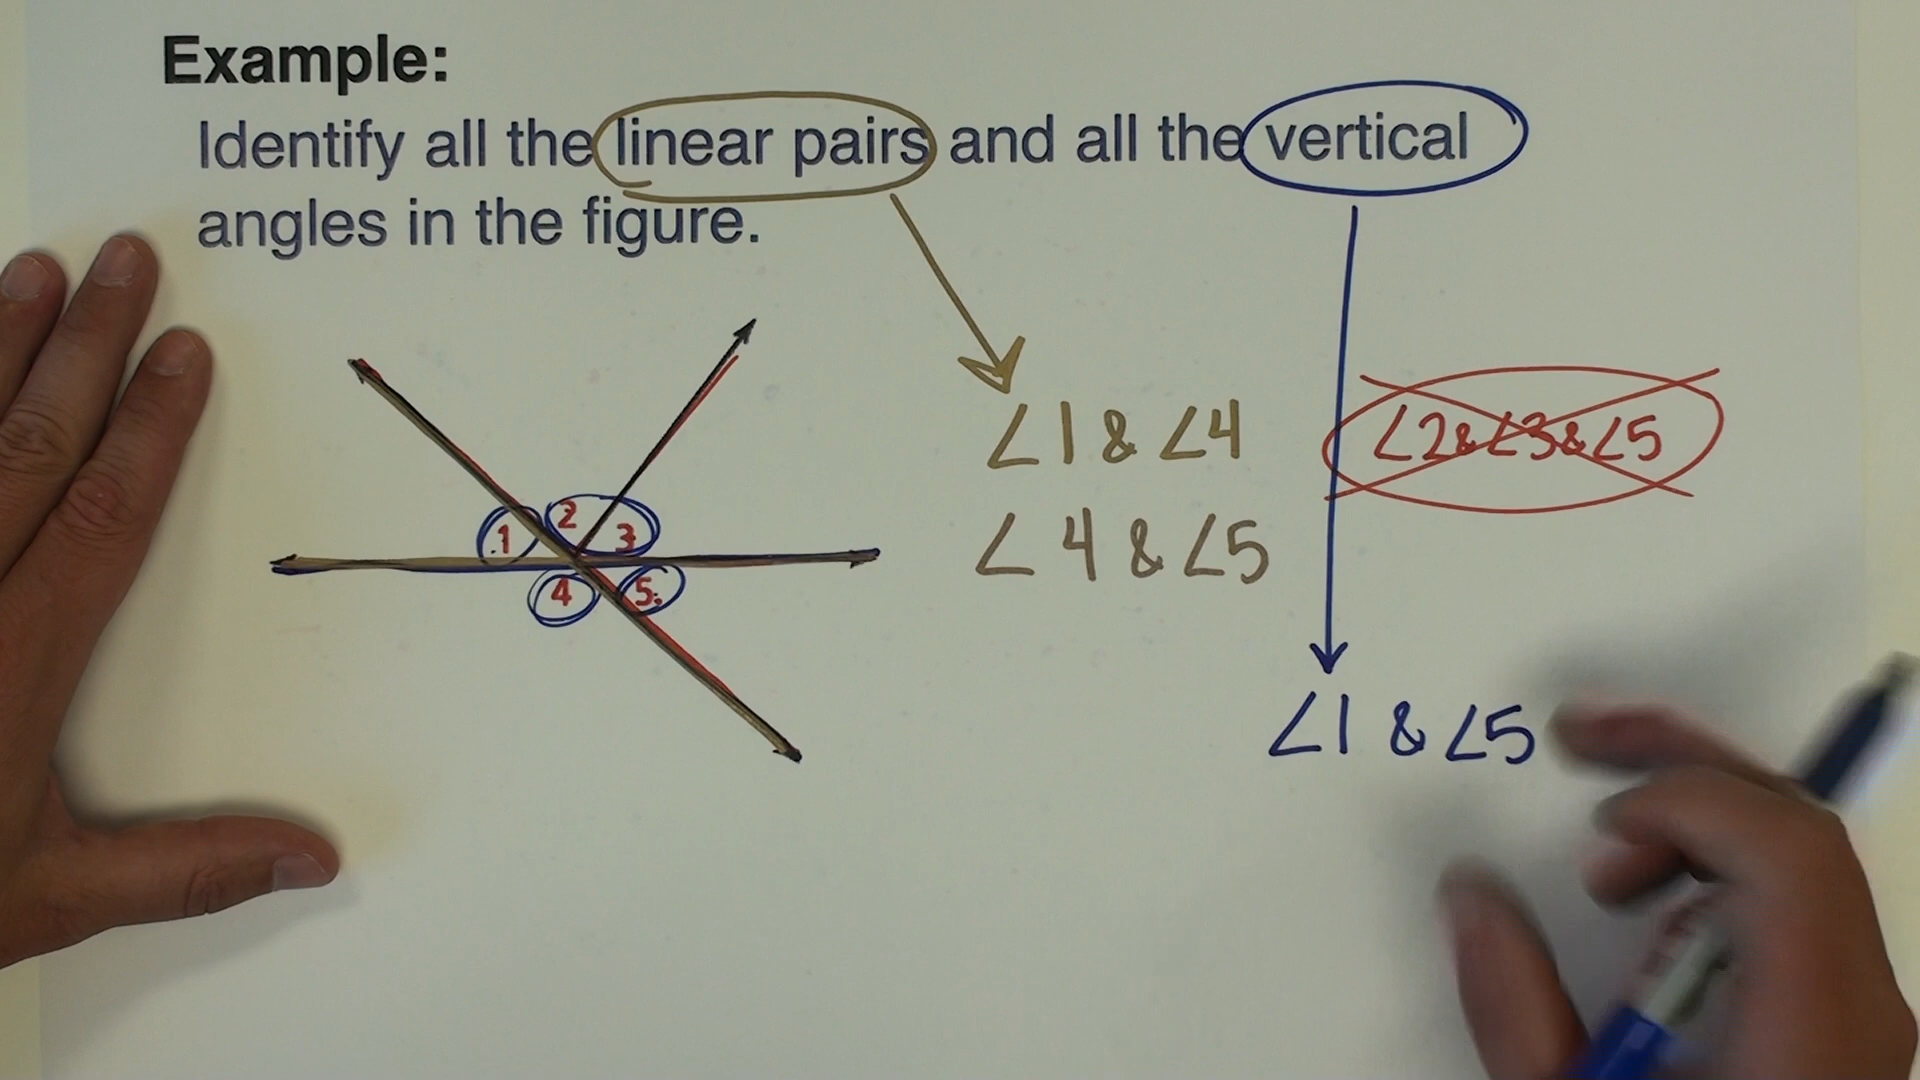 Example:
Identify all the linear pairs and all the vertical
angles in the figure.
∠1 & ∠4
∠2 & ∠3 & ∠5
∠4 & ∠5
1
2
3
4
5
∠1 & ∠5